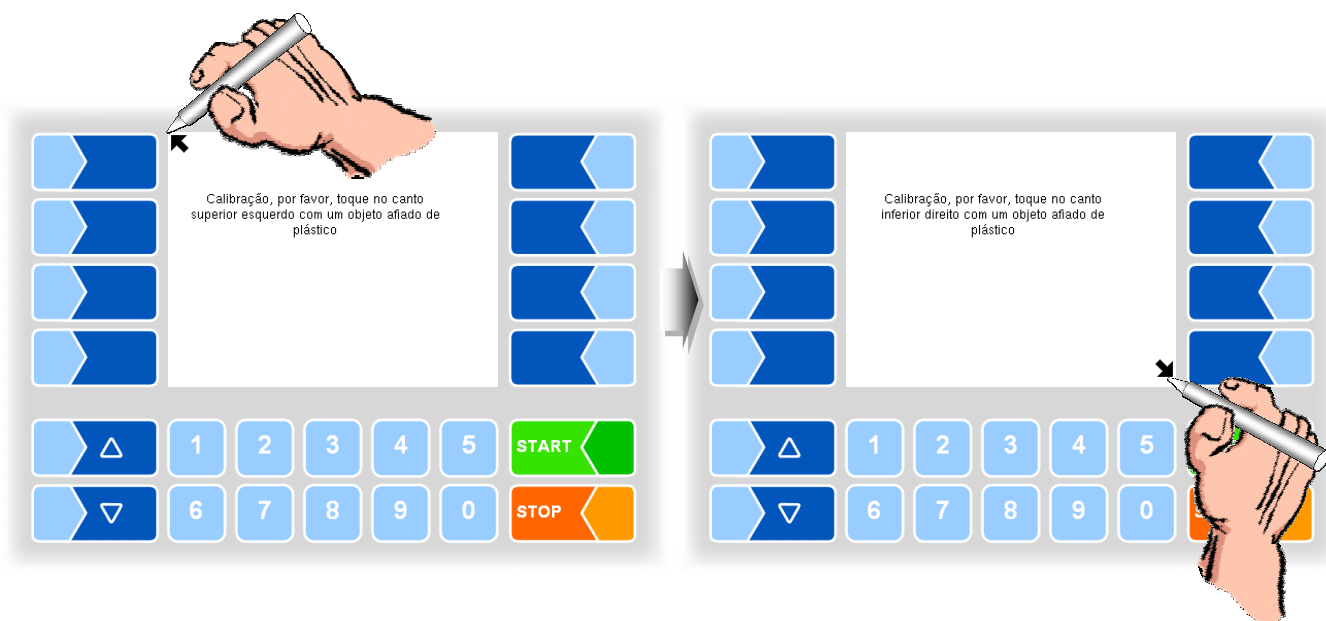 Calibração, por favor, toque no canto
superior esquerdo com um objeto afiado de
plástico
1 2 3 4 5 START
6 7 8 9 0 STOP
Calibração, por favor, toque no canto
inferior direito com um objeto afiado de
plástico
1 2 3 4 5
6 7 8 9 0